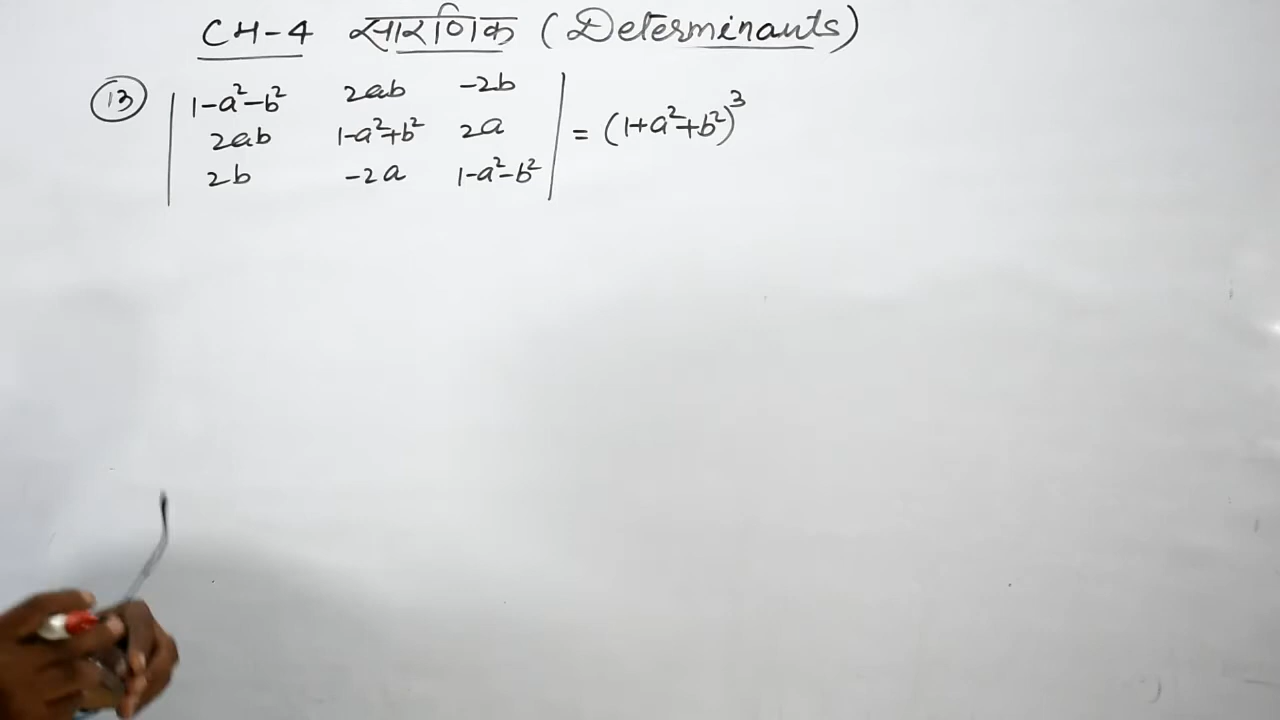 CH-4 सारणिक (Determinants)
(13) | 1-a²-b² 2ab -2b |
| 2ab 1-a²+b² 2a | = (1+a²+b²)³
| 2b -2a 1-a²-b² |